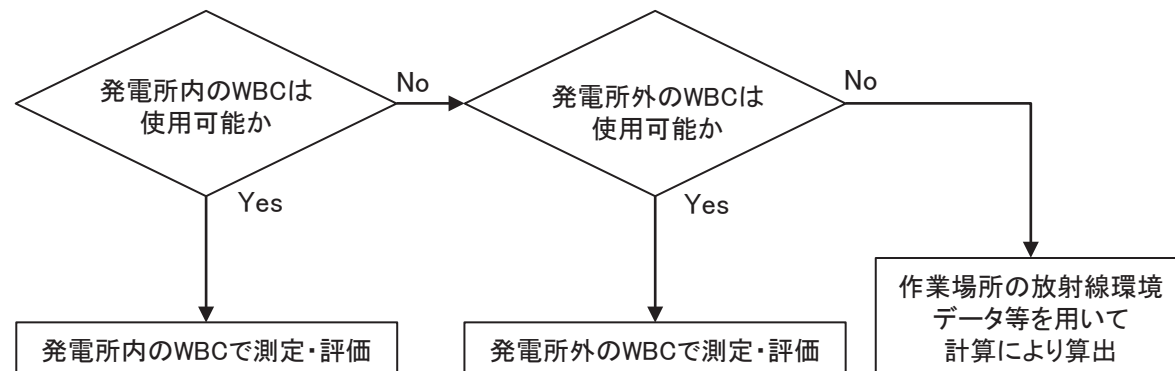 発電所内のWBCは
使用可能か
No
発電所外のWBCは
使用可能か
No
Yes
Yes
発電所内のWBCで測定・評価
発電所外のWBCで測定・評価
作業場所の放射線環境
データ等を用いて
計算により算出